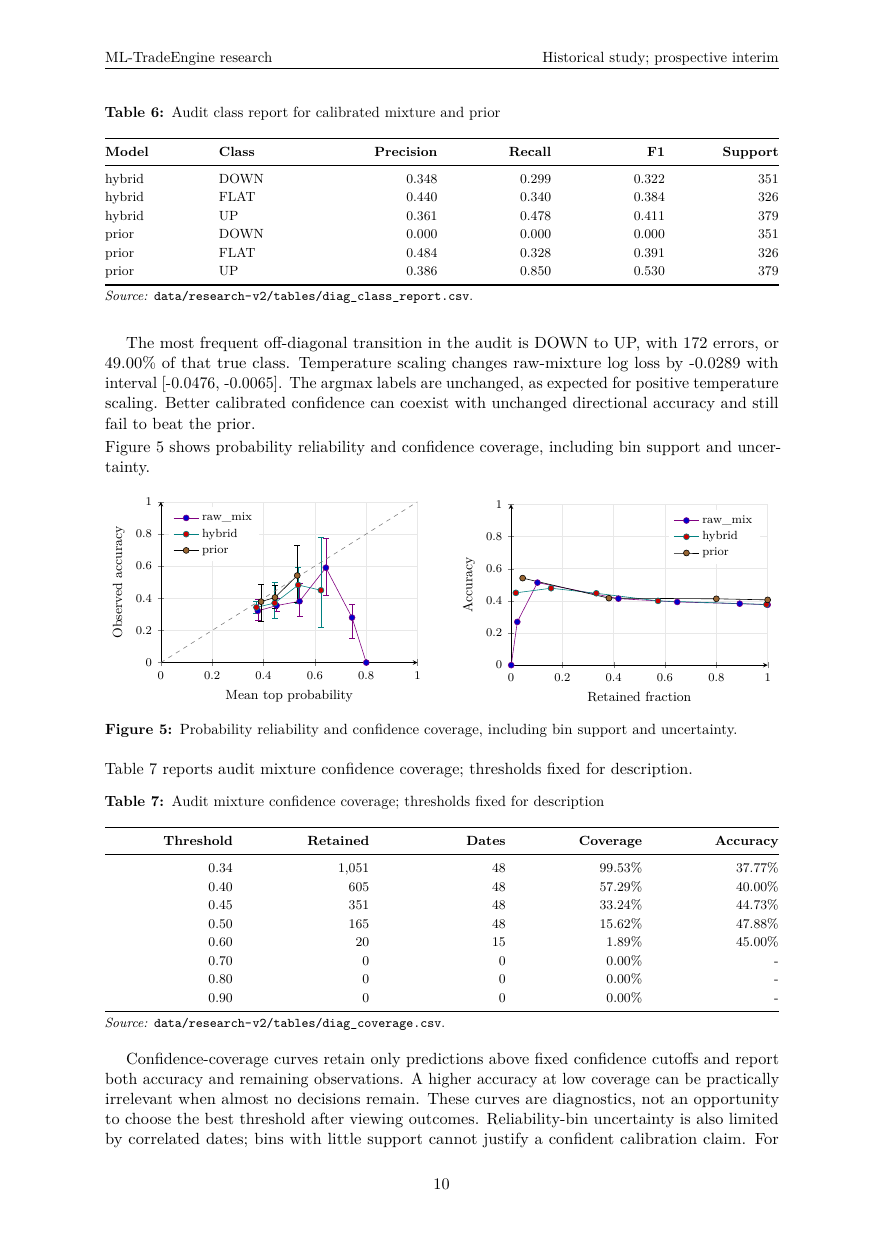 ML-TradeEngine research Historical study; prospective interim
Table 6: Audit class report for calibrated mixture and prior
Model Class Precision Recall F1 Support
hybrid DOWN 0.348 0.299 0.322 351
hybrid FLAT 0.440 0.340 0.384 326
hybrid UP 0.361 0.478 0.411 379
prior DOWN 0.000 0.000 0.000 351
prior FLAT 0.484 0.328 0.391 326
prior UP 0.386 0.850 0.530 379
Source: data/research-v2/tables/diag_class_report.csv.
The most frequent off-diagonal transition in the audit is DOWN to UP, with 172 errors, or
49.00% of that true class. Temperature scaling changes raw-mixture log loss by -0.0289 with
interval [-0.0476, -0.0065]. The argmax labels are unchanged, as expected for positive temperature
scaling. Better calibrated confidence can coexist with unchanged directional accuracy and still
fail to beat the prior.
Figure 5 shows probability reliability and confidence coverage, including bin support and uncer-
tainty.
1
0.8
0.6
0.4
0.2
0
0 0.2 0.4 0.6 0.8 1
Observed accuracy
Mean top probability
raw_mix
hybrid
prior
1
0.8
0.6
0.4
0.2
0
0 0.2 0.4 0.6 0.8 1
Accuracy
Retained fraction
raw_mix
hybrid
prior
Figure 5: Probability reliability and confidence coverage, including bin support and uncertainty.
Table 7 reports audit mixture confidence coverage; thresholds fixed for description.
Table 7: Audit mixture confidence coverage; thresholds fixed for description
Threshold Retained Dates Coverage Accuracy
0.34 1,051 48 99.53% 37.77%
0.40 605 48 57.29% 40.00%
0.45 351 48 33.24% 44.73%
0.50 165 48 15.62% 47.88%
0.60 20 15 1.89% 45.00%
0.70 0 0 0.00% -
0.80 0 0 0.00% -
0.90 0 0 0.00% -
Source: data/research-v2/tables/diag_coverage.csv.
Confidence-coverage curves retain only predictions above fixed confidence cutoffs and report
both accuracy and remaining observations. A higher accuracy at low coverage can be practically
irrelevant when almost no decisions remain. These curves are diagnostics, not an opportunity
to choose the best threshold after viewing outcomes. Reliability-bin uncertainty is also limited
by correlated dates; bins with little support cannot justify a confident calibration claim. For
10